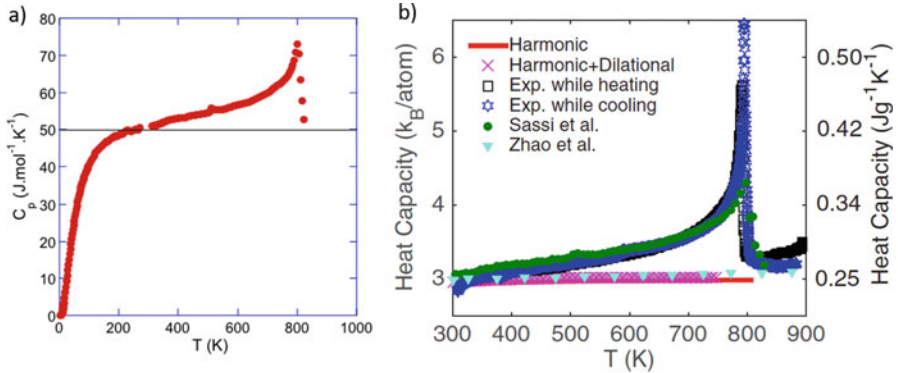 a)
80
70
60
50
40
30
20
10
0
C_p (J.mol⁻¹.K⁻¹)
0 200 400 600 800 1000
T (K)
b)
Harmonic
Harmonic+Dilational
Exp. while heating
Exp. while cooling
Sassi et al.
Zhao et al.
6
5
4
3
Heat Capacity (k_B/atom)
0.50
0.42
0.34
0.25
Heat Capacity (Jg⁻¹K⁻¹)
300 400 500 600 700 800 900
T (K)